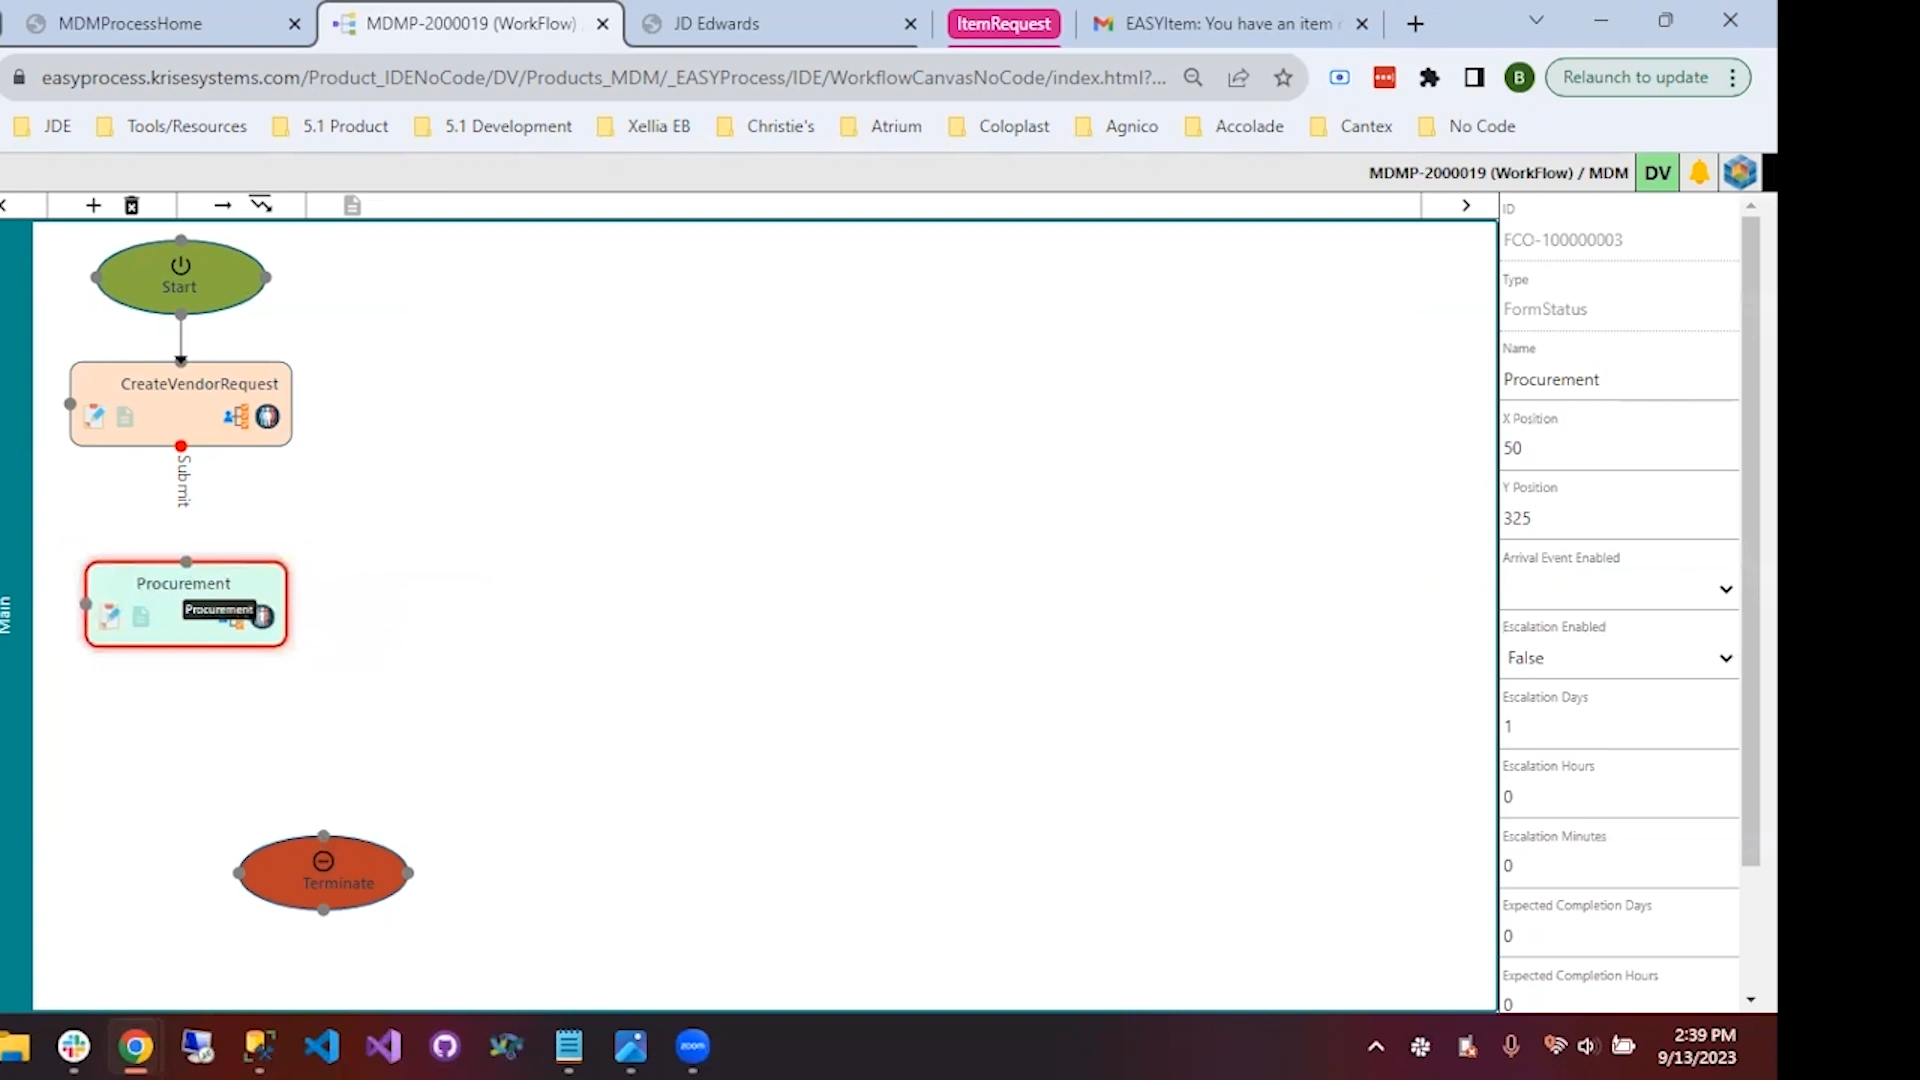 MDMProcessHome
MDMP-2000019 (WorkFlow)
JD Edwards
ItemRequest
EASYItem: You have an item
easyprocess.krisesystems.com/Product_IDENoCode/DV/Products_MDM/_EASYProcess/IDE/WorkflowCanvasNoCode/index.html?...
B
Relaunch to update
JDE
Tools/Resources
5.1 Product
5.1 Development
Xellia EB
Christie's
Atrium
Coloplast
Agnico
Accolade
Cantex
No Code
MDMP-2000019 (WorkFlow) / MDM
DV
Start
CreateVendorRequest
Submit
Procurement
Procurement
Terminate
Main
ID
FCO-100000003
Type
FormStatus
Name
Procurement
X Position
50
Y Position
325
Arrival Event Enabled
Escalation Enabled
False
Escalation Days
1
Escalation Hours
0
Escalation Minutes
0
Expected Completion Days
0
Expected Completion Hours
0
zoom
2:39 PM
9/13/2023